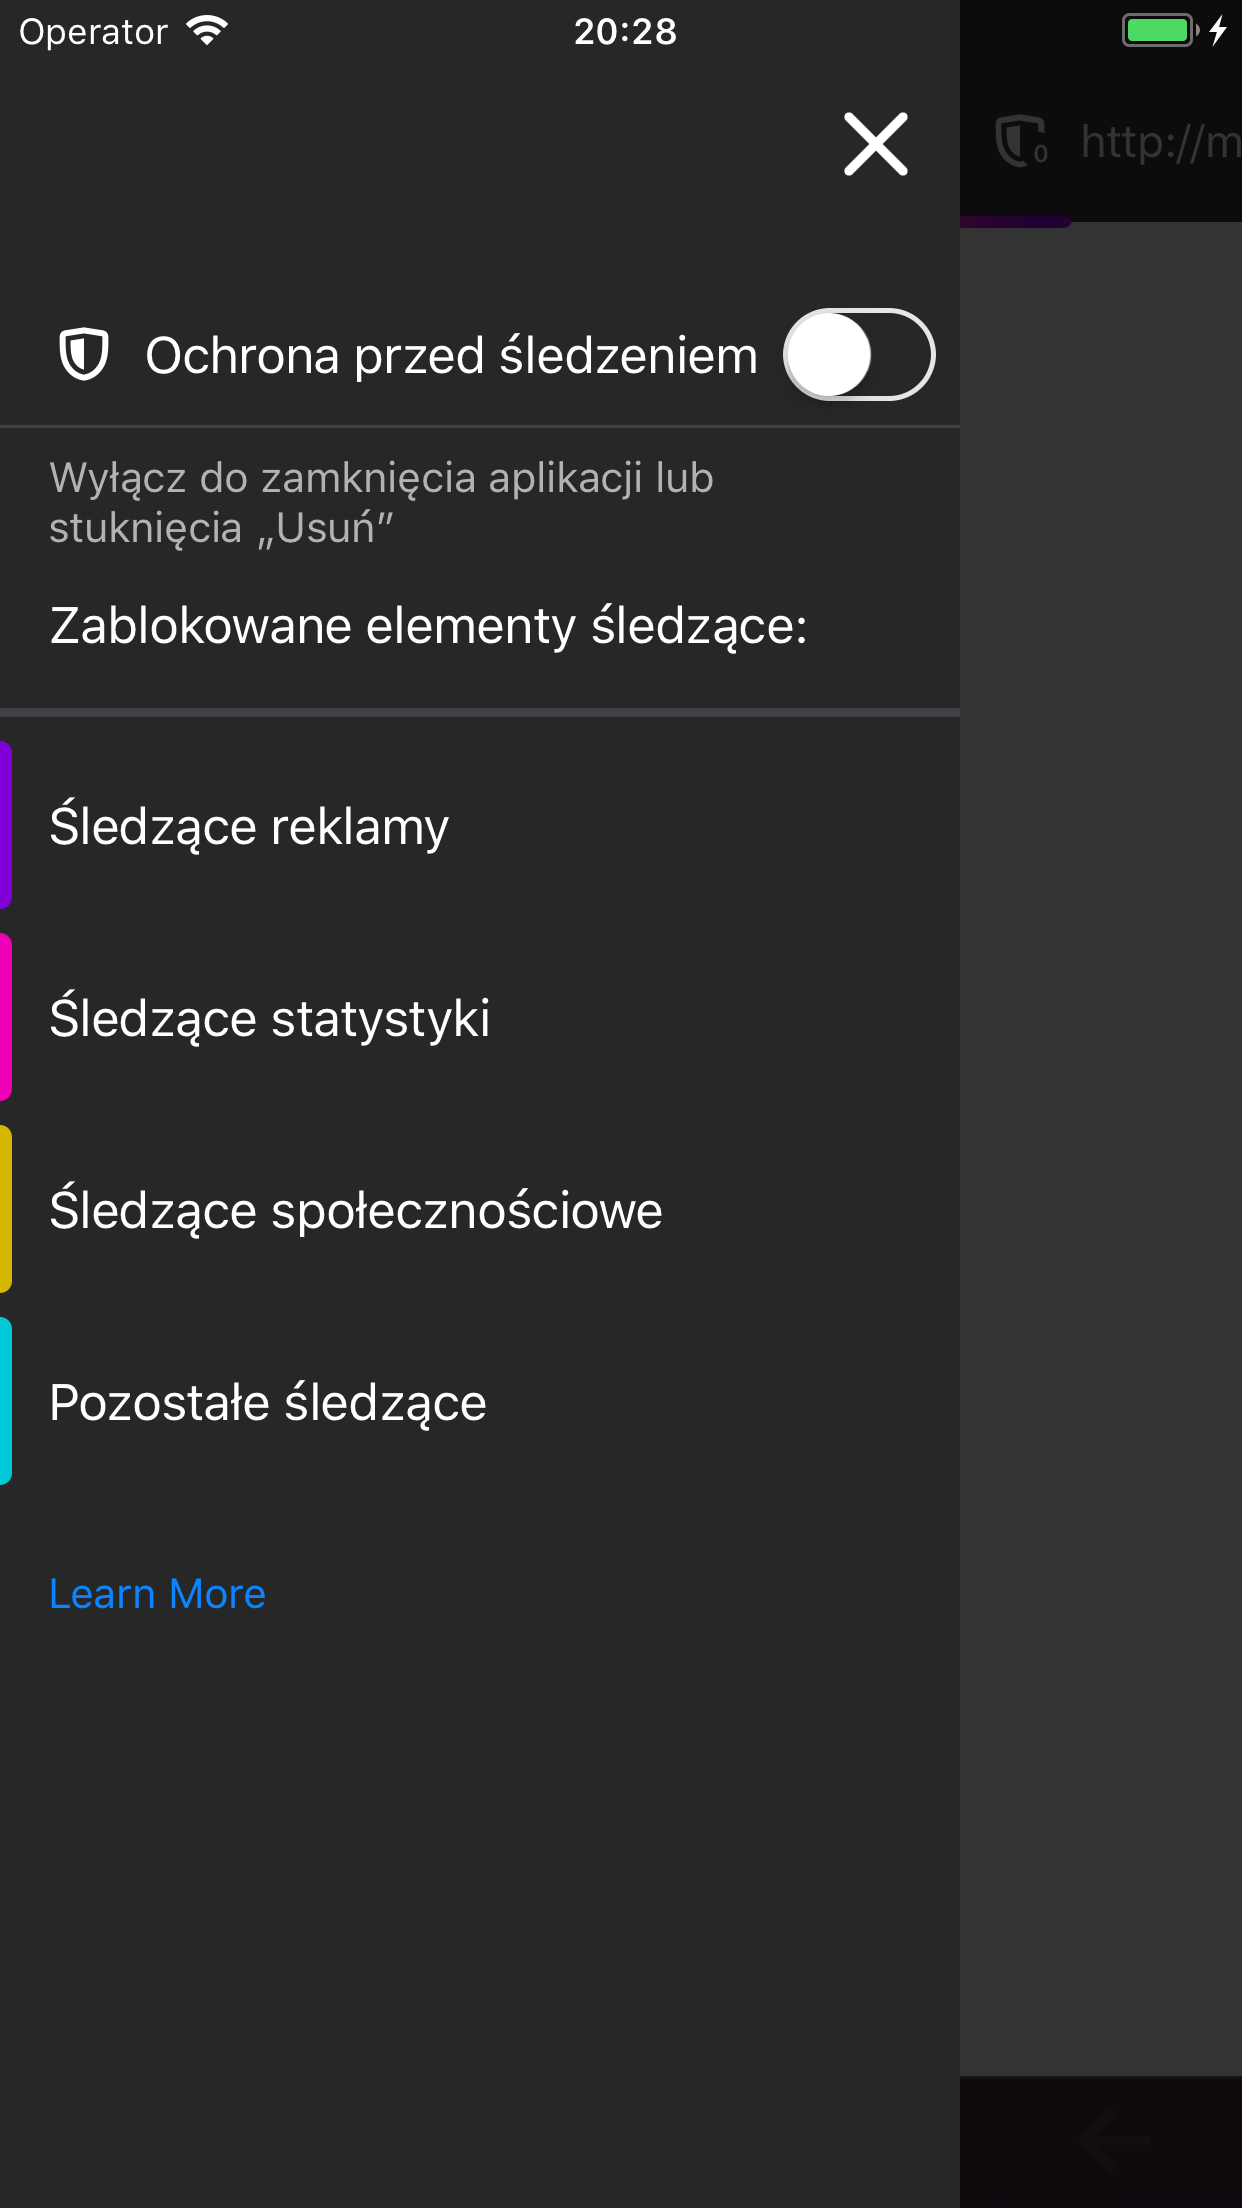 Operator
20:28
0
http://m
Ochrona przed śledzeniem
Wyłącz do zamknięcia aplikacji lub
stuknięcia „Usuń”
Zablokowane elementy śledzące:
Śledzące reklamy
Śledzące statystyki
Śledzące społecznościowe
Pozostałe śledzące
Learn More